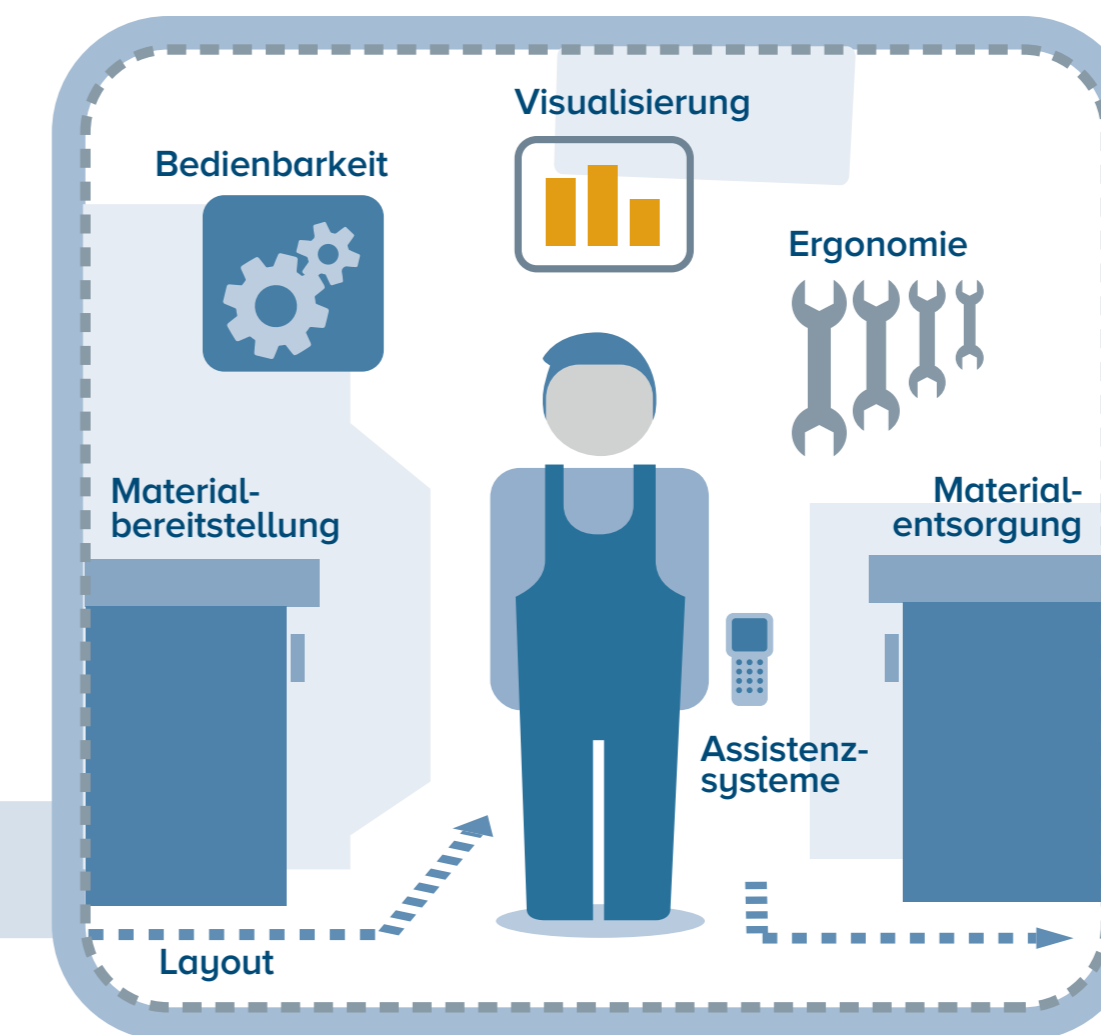 Visualisierung
Bedienbarkeit
Ergonomie
Material-
bereitstellung
Material-
entsorgung
Assistenz-
systeme
Layout